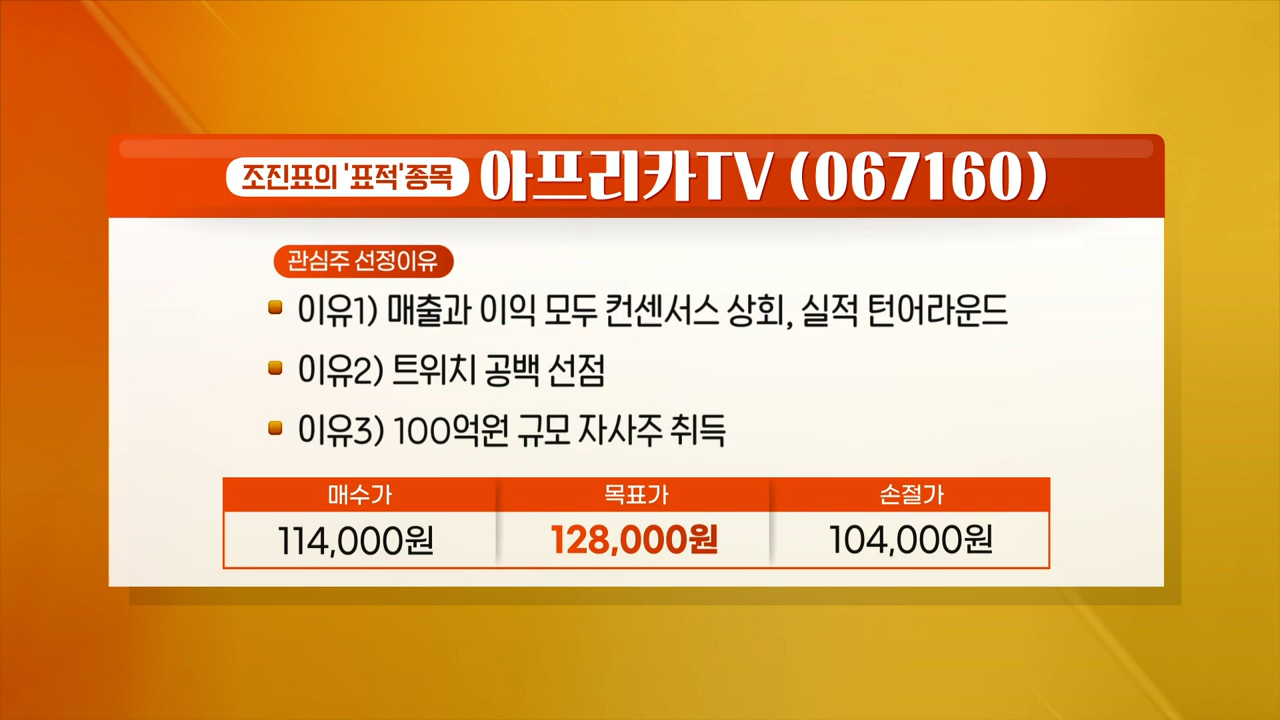 조진표의 '표적'종목 아프리카TV (067160)
관심주 선정이유
이유1) 매출과 이익 모두 컨센서스 상회, 실적 턴어라운드
이유2) 트위치 공백 선점
이유3) 100억원 규모 자사주 취득
매수가 목표가 손절가
114,000원 128,000원 104,000원